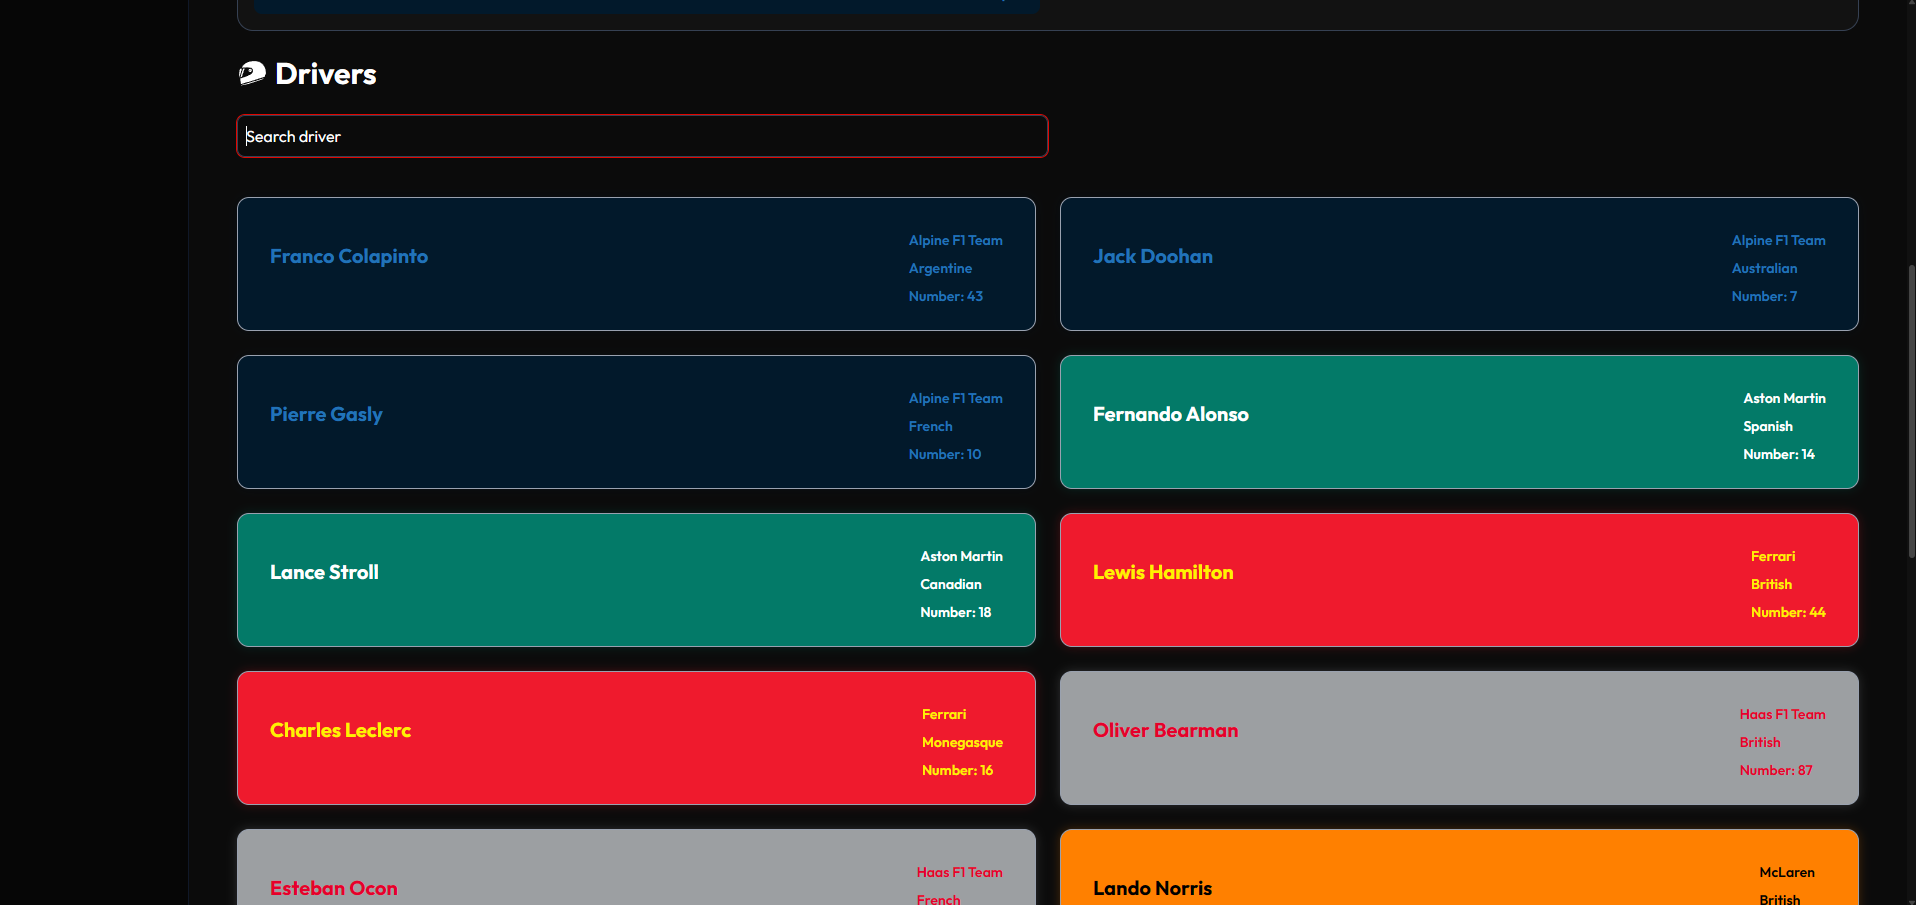 Drivers
Search driver
Franco Colapinto
Alpine F1 Team
Argentine
Number: 43
Jack Doohan
Alpine F1 Team
Australian
Number: 7
Pierre Gasly
Alpine F1 Team
French
Number: 10
Fernando Alonso
Aston Martin
Spanish
Number: 14
Lance Stroll
Aston Martin
Canadian
Number: 18
Lewis Hamilton
Ferrari
British
Number: 44
Charles Leclerc
Ferrari
Monegasque
Number: 16
Oliver Bearman
Haas F1 Team
British
Number: 87
Esteban Ocon
Haas F1 Team
French
Lando Norris
McLaren
British